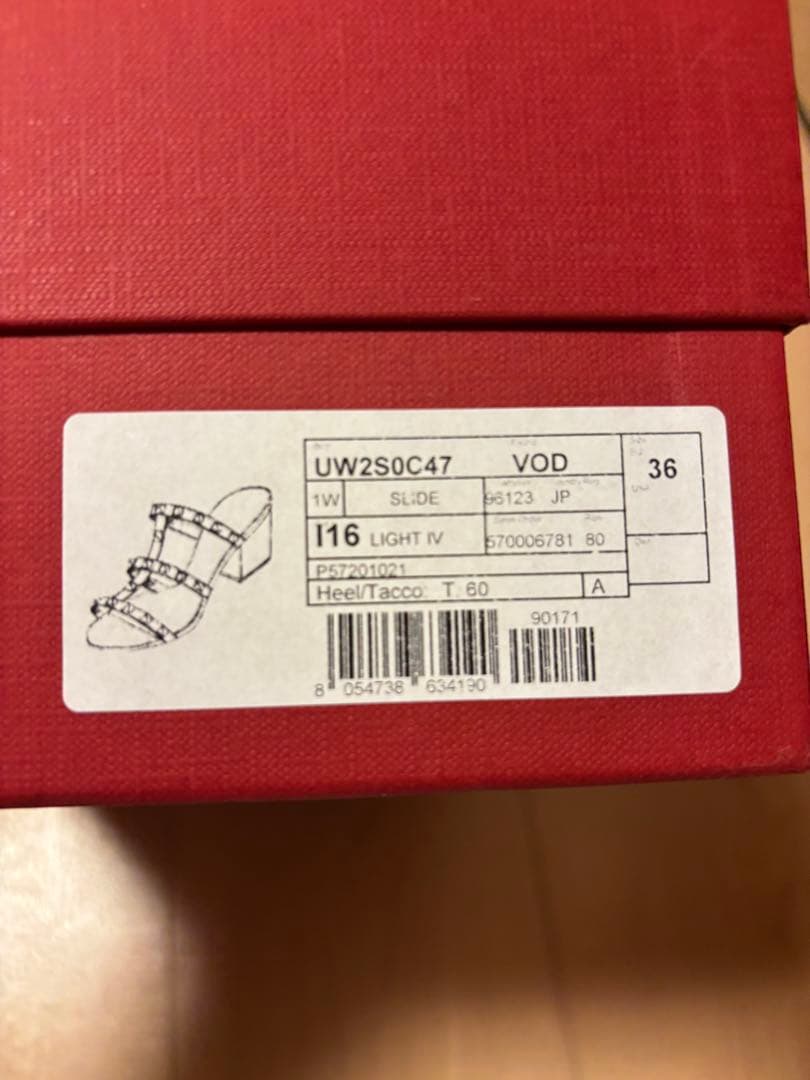 UW2S0C47 VOD
36
1W SLIDE 96123 JP
I16 LIGHT IV 570006781 80
P57201021
Heel/Tacco: T. 60 A
90171
8 054738 634190